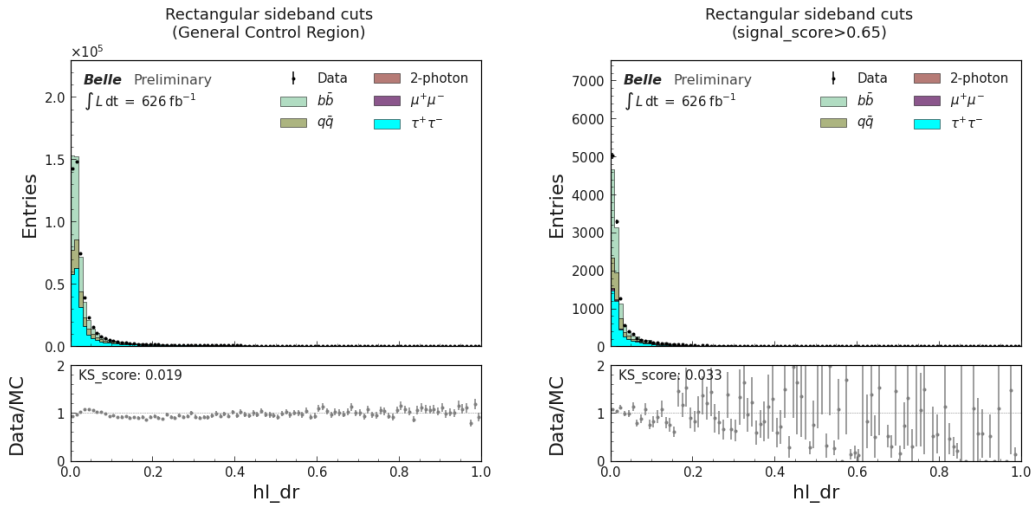 Rectangular sideband cuts
(General Control Region)
×10⁵
Belle Preliminary
∫ L dt = 626 fb⁻¹
Data
bb̄
qq̄
2-photon
μ⁺μ⁻
τ⁺τ⁻
Entries
2.0
1.5
1.0
0.5
0.0
KS_score: 0.019
Data/MC
2
1
0
0.0 0.2 0.4 0.6 0.8 1.0
hl_dr
Rectangular sideband cuts
(signal_score>0.65)
Belle Preliminary
∫ L dt = 626 fb⁻¹
Data
bb̄
qq̄
2-photon
μ⁺μ⁻
τ⁺τ⁻
Entries
7000
6000
5000
4000
3000
2000
1000
0
KS_score: 0.033
Data/MC
2
1
0
0.0 0.2 0.4 0.6 0.8 1.0
hl_dr